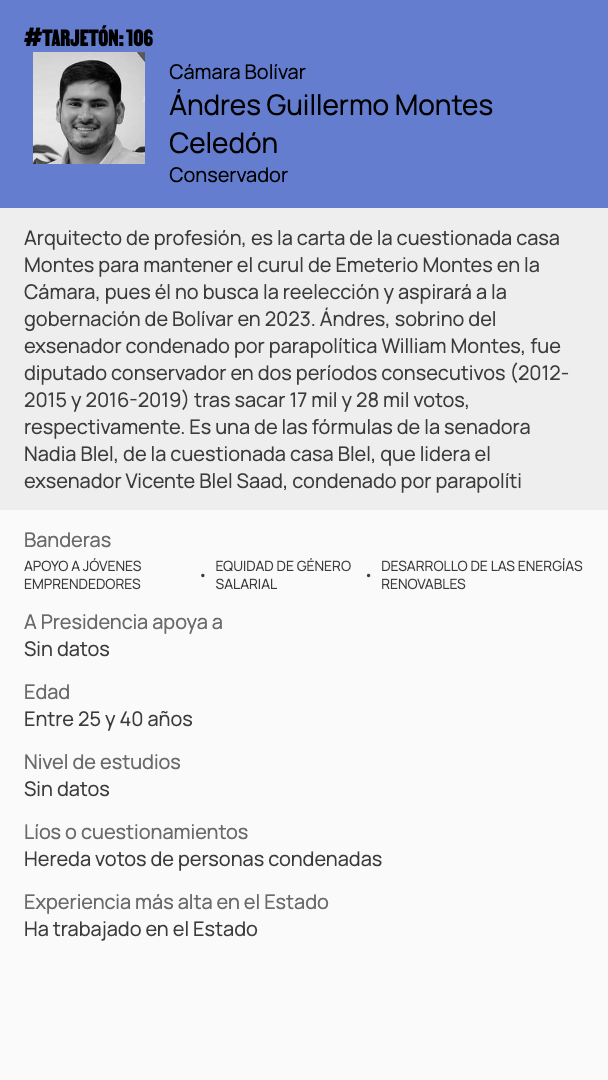 #TARJETÓN: 106
Cámara Bolívar
Ándres Guillermo Montes
Celedón
Conservador
Arquitecto de profesión, es la carta de la cuestionada casa
Montes para mantener el curul de Emeterio Montes en la
Cámara, pues él no busca la reelección y aspirará a la
gobernación de Bolívar en 2023. Ándres, sobrino del
exsenador condenado por parapolítica William Montes, fue
diputado conservador en dos períodos consecutivos (2012-
2015 y 2016-2019) tras sacar 17 mil y 28 mil votos,
respectivamente. Es una de las fórmulas de la senadora
Nadia Blel, de la cuestionada casa Blel, que lidera el
exsenador Vicente Blel Saad, condenado por parapolíti
Banderas
APOYO A JÓVENES
EMPRENDEDORES
• EQUIDAD DE GÉNERO
SALARIAL
• DESARROLLO DE LAS ENERGÍAS
RENOVABLES
A Presidencia apoya a
Sin datos
Edad
Entre 25 y 40 años
Nivel de estudios
Sin datos
Líos o cuestionamientos
Hereda votos de personas condenadas
Experiencia más alta en el Estado
Ha trabajado en el Estado